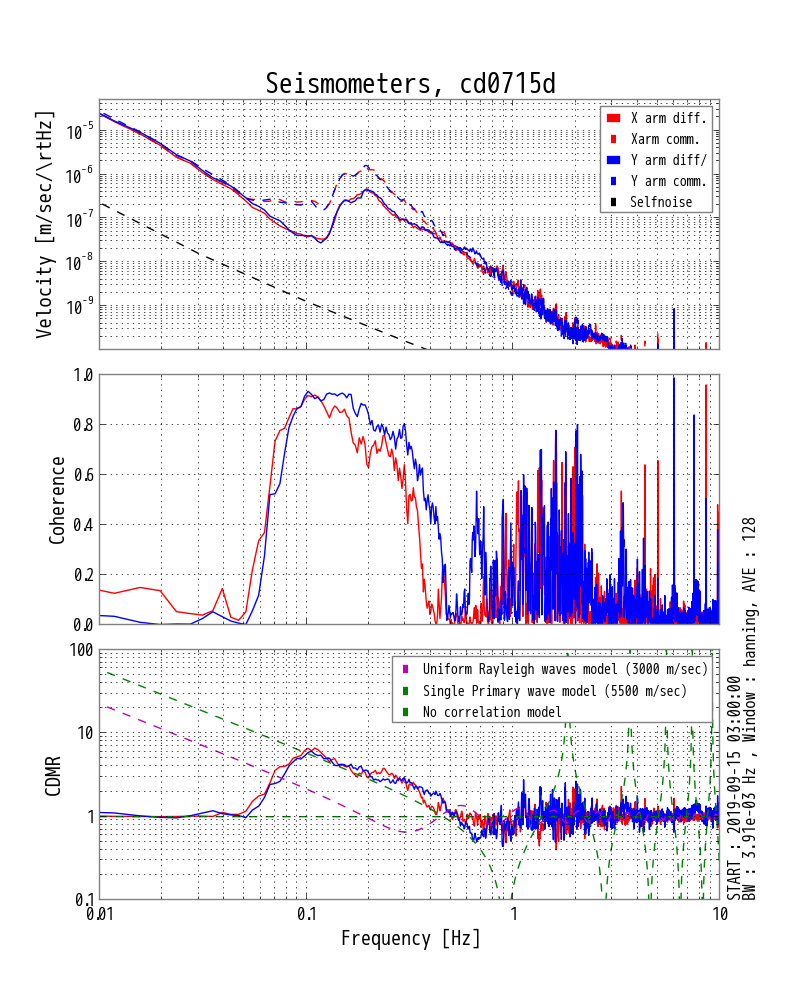 Seismometers, cd0715d
Velocity [m/sec/\rtHz]
10^-5
10^-6
10^-7
10^-8
10^-9
X arm diff.
Xarm comm.
Y arm diff/
Y arm comm.
Selfnoise
Coherence
1.0
0.8
0.6
0.4
0.2
0.0
CDMR
100
10
1
0.1
Uniform Rayleigh waves model (3000 m/sec)
Single Primary wave model (5500 m/sec)
No correlation model
0.01
0.1
1
10
Frequency [Hz]
START : 2019-09-15 03:00:00
BW : 3.91e-03 Hz , Window : hanning, AVE : 128